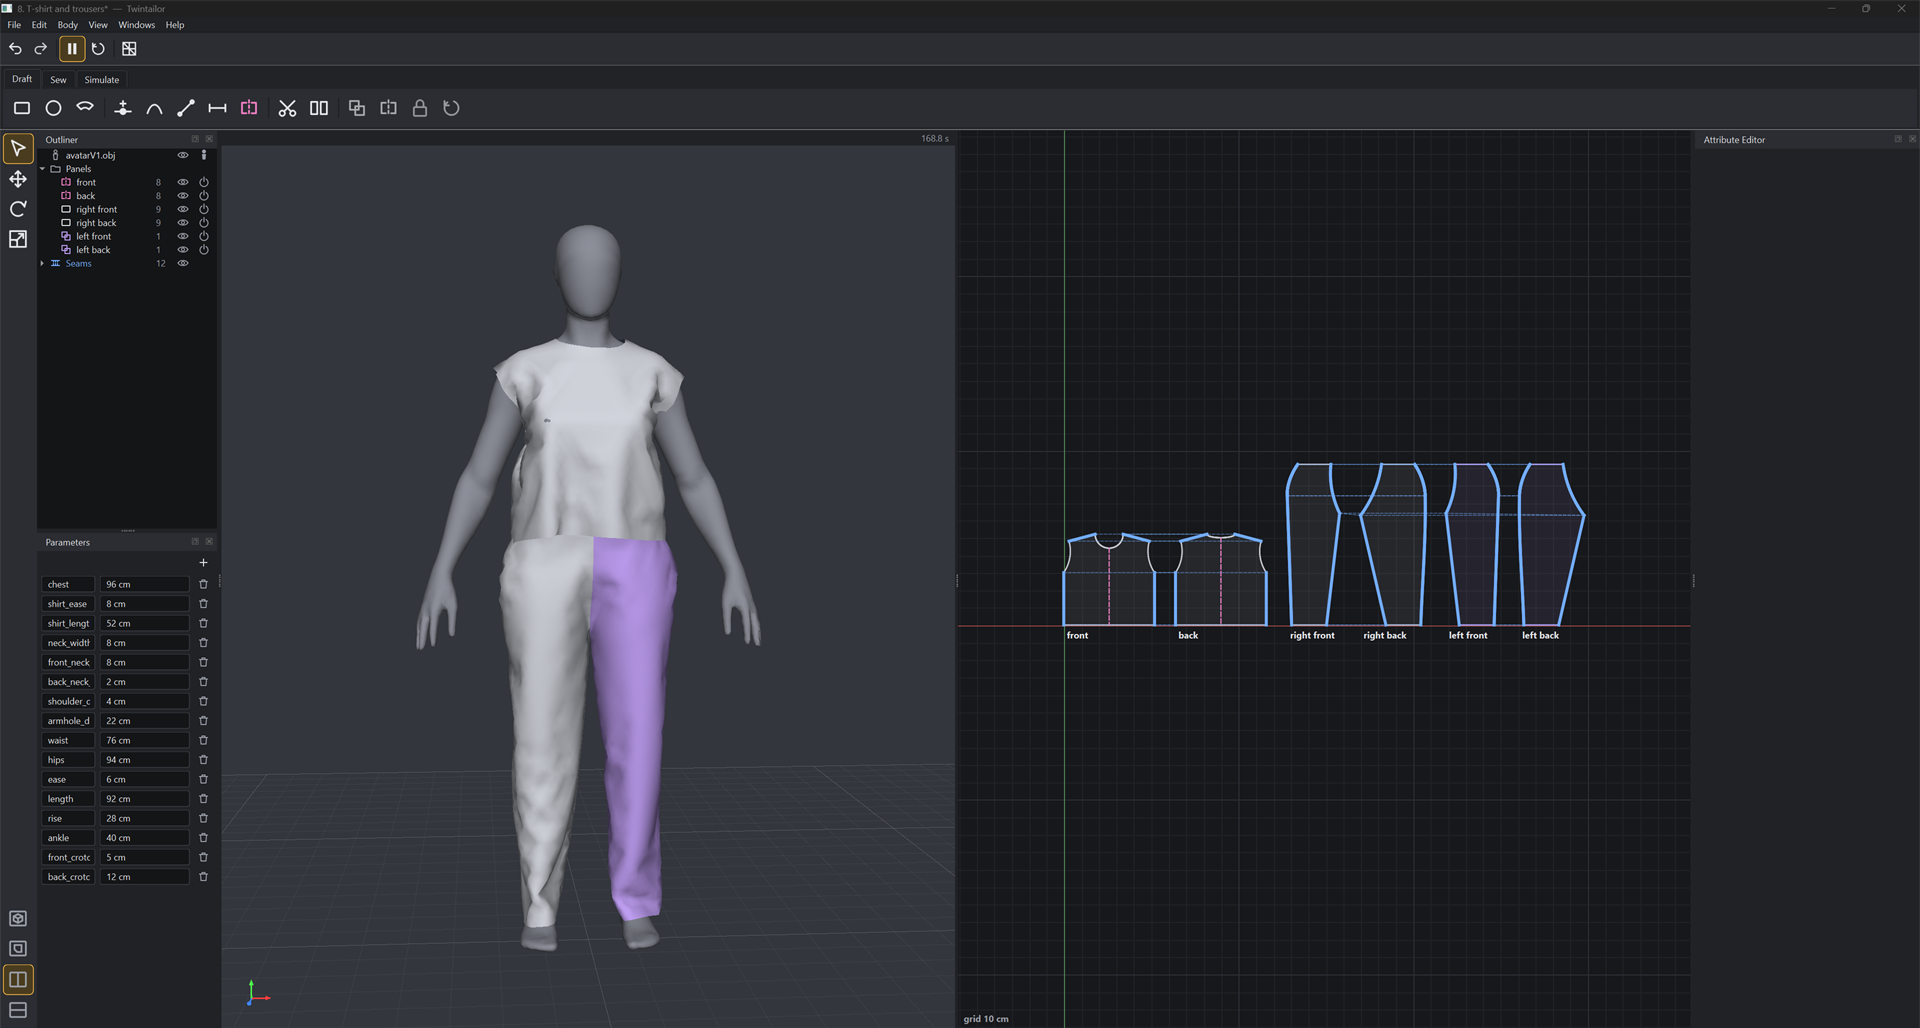 8. T-shirt and trousers* — Twintailor
File Edit Body View Windows Help
Draft Sew Simulate
Outliner
168.8 s
Attribute Editor
avatarV1.obj
Panels
front 8
back 8
right front 9
right back 9
left front 1
left back 1
Seams 12
Parameters
+
chest 96 cm
shirt_ease 8 cm
shirt_lengt 52 cm
neck_widtl 8 cm
front_neck 8 cm
back_neck_ 2 cm
shoulder_c 4 cm
armhole_d 22 cm
waist 76 cm
hips 94 cm
ease 6 cm
length 92 cm
rise 28 cm
ankle 40 cm
front_crotc 5 cm
back_crotc 12 cm
front back right front right back left front left back
grid 10 cm